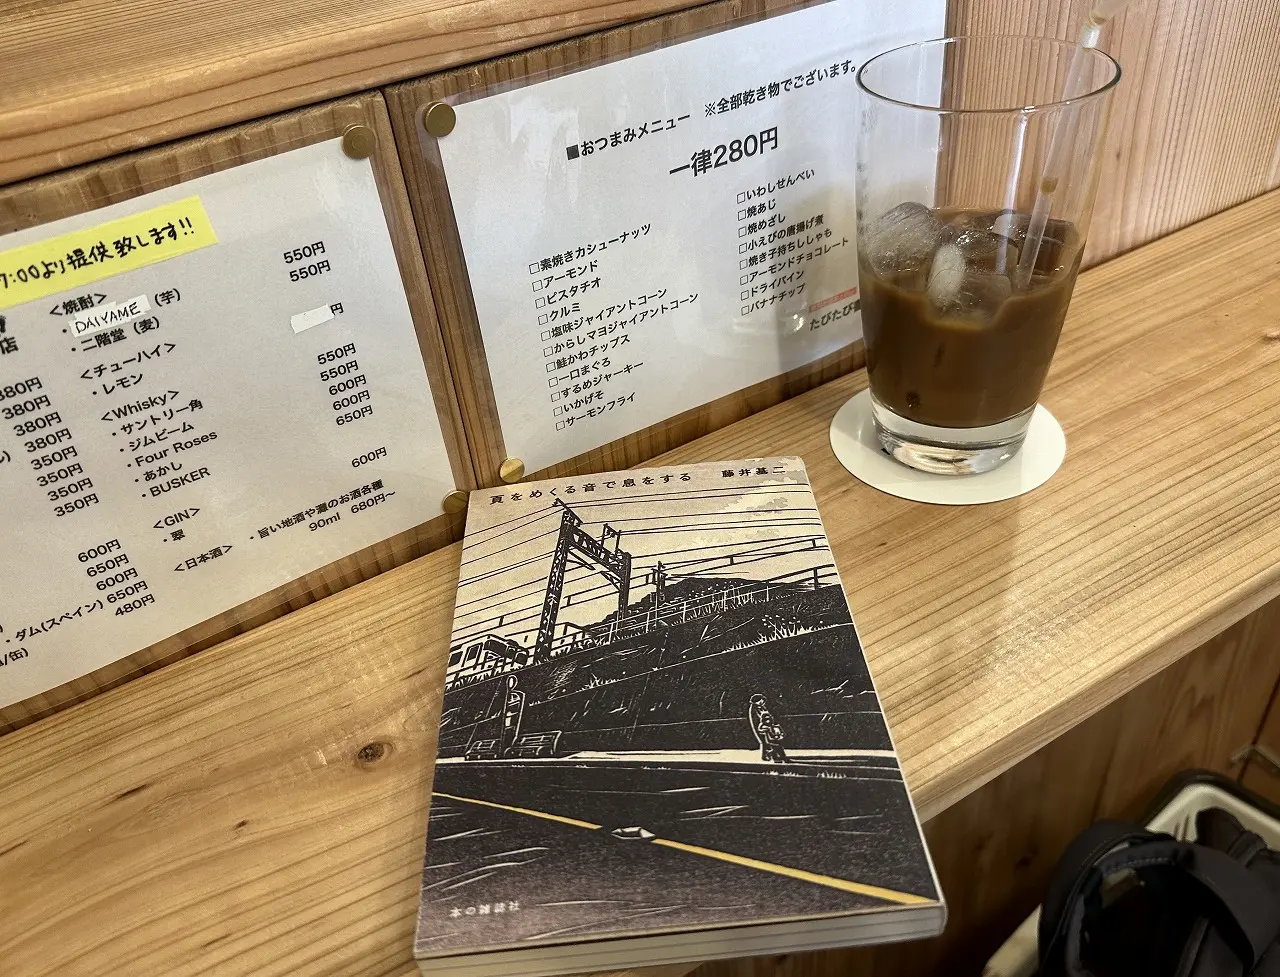 7:00より提供致します!!
<焼酎>
・DAIYAME (芋) 550円
・二階堂 (麦) 550円
<チューハイ>
・レモン 円
<Whisky>
・サントリー角 550円
・ジムビーム 550円
・Four Roses 600円
・あかし 600円
・BUSKER 650円
<GIN>
・翠 600円
<日本酒> ・旨い地酒や灘のお酒各種
90ml 680円~
店
380円
380円
380円
350円
350円
350円
600円
650円
600円
・ダム(スペイン) 650円
/缶) 480円
■おつまみメニュー ※全部乾き物でございます。
一律280円
□素焼きカシューナッツ
□アーモンド
□ピスタチオ
□クルミ
□塩味ジャイアントコーン
□からしマヨジャイアントコーン
□鮭かわチップス
□一口まぐろ
□するめジャーキー
□いかげそ
□サーモンフライ
□いわしせんべい
□焼あじ
□焼めざし
□小えびの唐揚げ煮
□焼き子持ちししゃも
□アーモンドチョコレート
□ドライパイン
□バナナチップ
たびたび
頁をめくる音で息をする 藤井基二
本の雑誌社